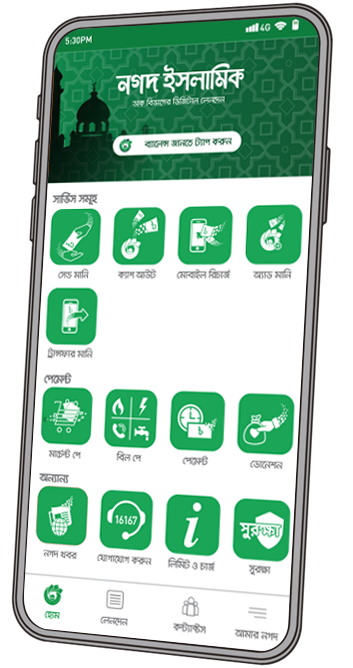 5:30PM 4G
নগদ ইসলামিক
ডাক বিভাগের ডিজিটাল লেনদেন
ব্যালেন্স জানতে ট্যাপ করুন
সার্ভিস সমূহ
সেন্ড মানি ক্যাশ আউট মোবাইল রিচার্জ অ্যাড মানি
ট্রান্সফার মানি
পেমেন্ট
মার্চেন্ট পে বিল পে পেমেন্ট ডোনেশন
অন্যান্য
16167 সুরক্ষা
নগদ খবর যোগাযোগ করুন লিমিট ও চার্জ সুরক্ষা
হোম লেনদেন কন্ট্যাক্টস আমার নগদ